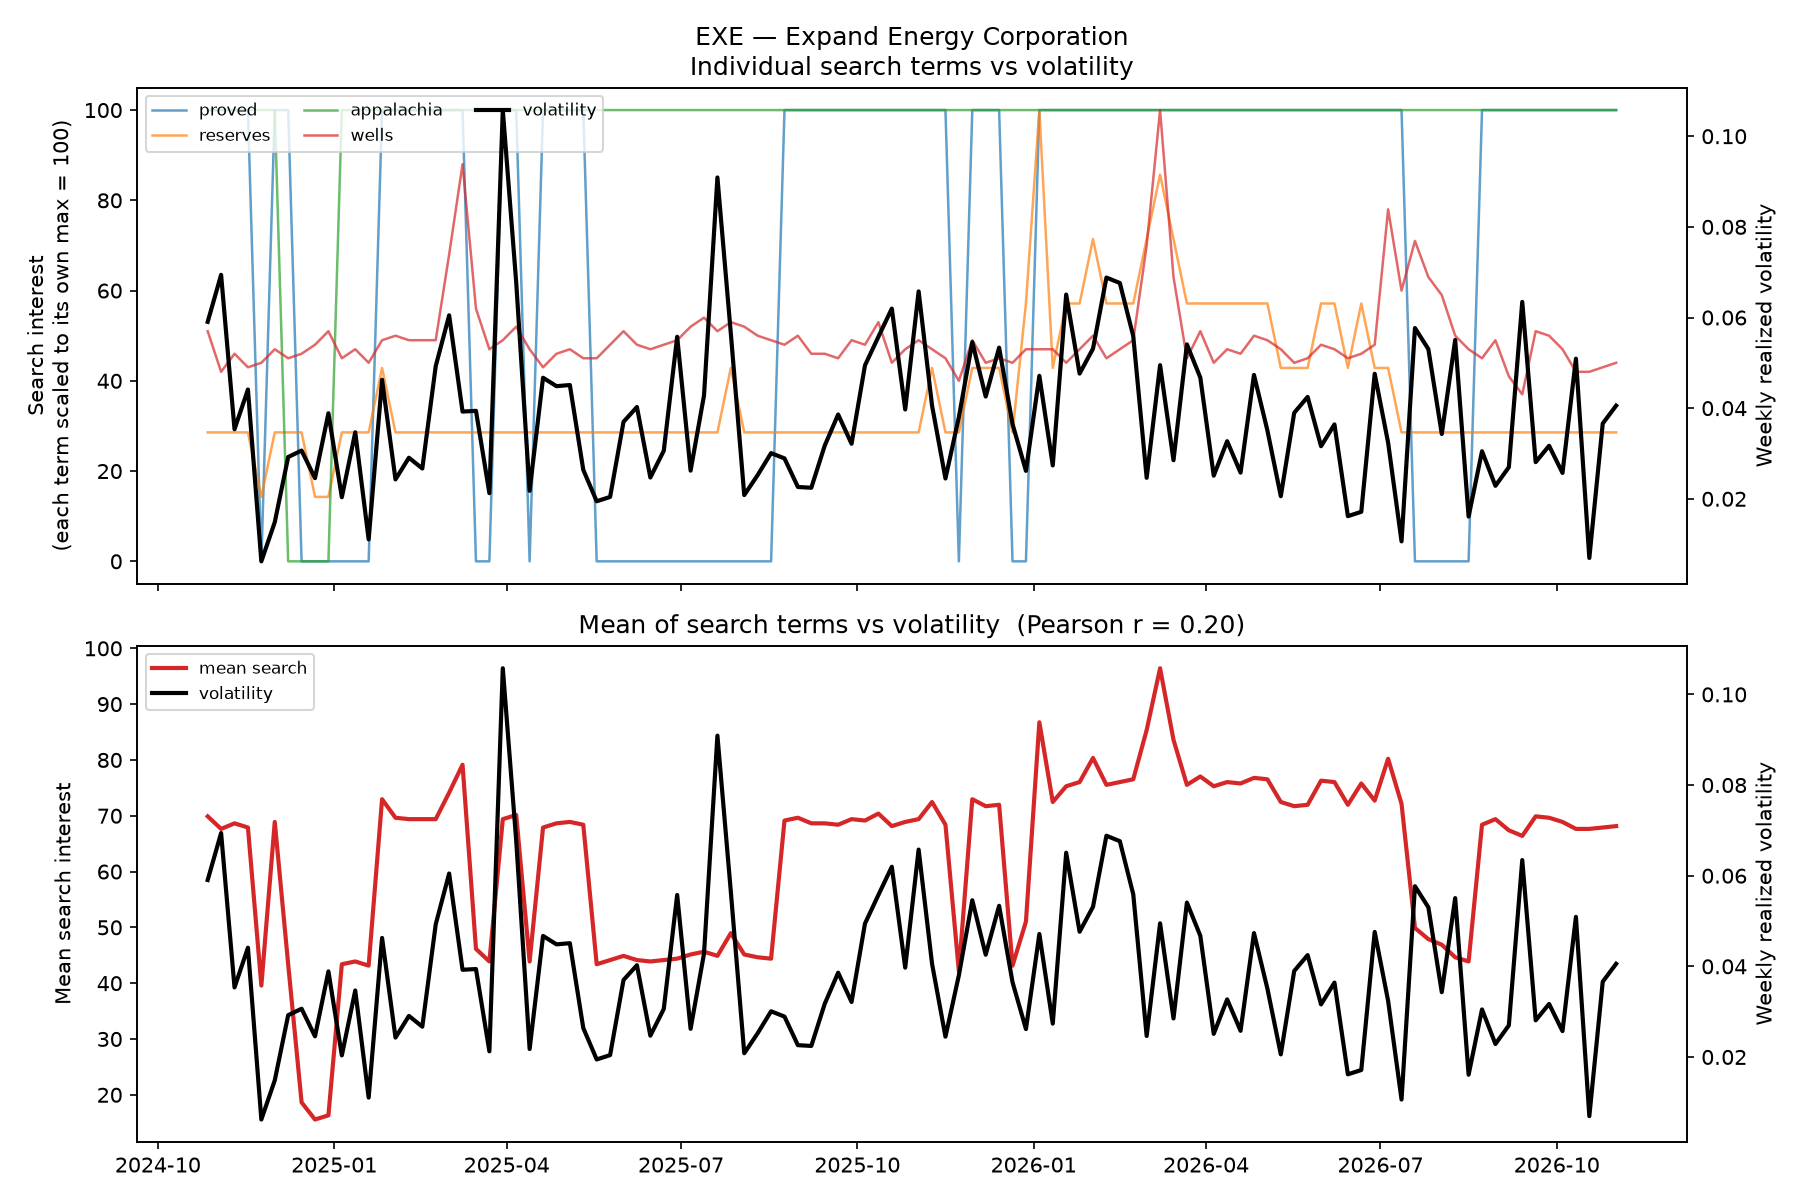 EXE — Expand Energy Corporation
Individual search terms vs volatility
proved
reserves
appalachia
wells
volatility
Search interest
(each term scaled to its own max = 100)
100
80
60
40
20
0
Weekly realized volatility
0.10
0.08
0.06
0.04
0.02
Mean of search terms vs volatility  (Pearson r = 0.20)
mean search
volatility
Mean search interest
100
90
80
70
60
50
40
30
20
Weekly realized volatility
0.10
0.08
0.06
0.04
0.02
2024-10
2025-01
2025-04
2025-07
2025-10
2026-01
2026-04
2026-07
2026-10